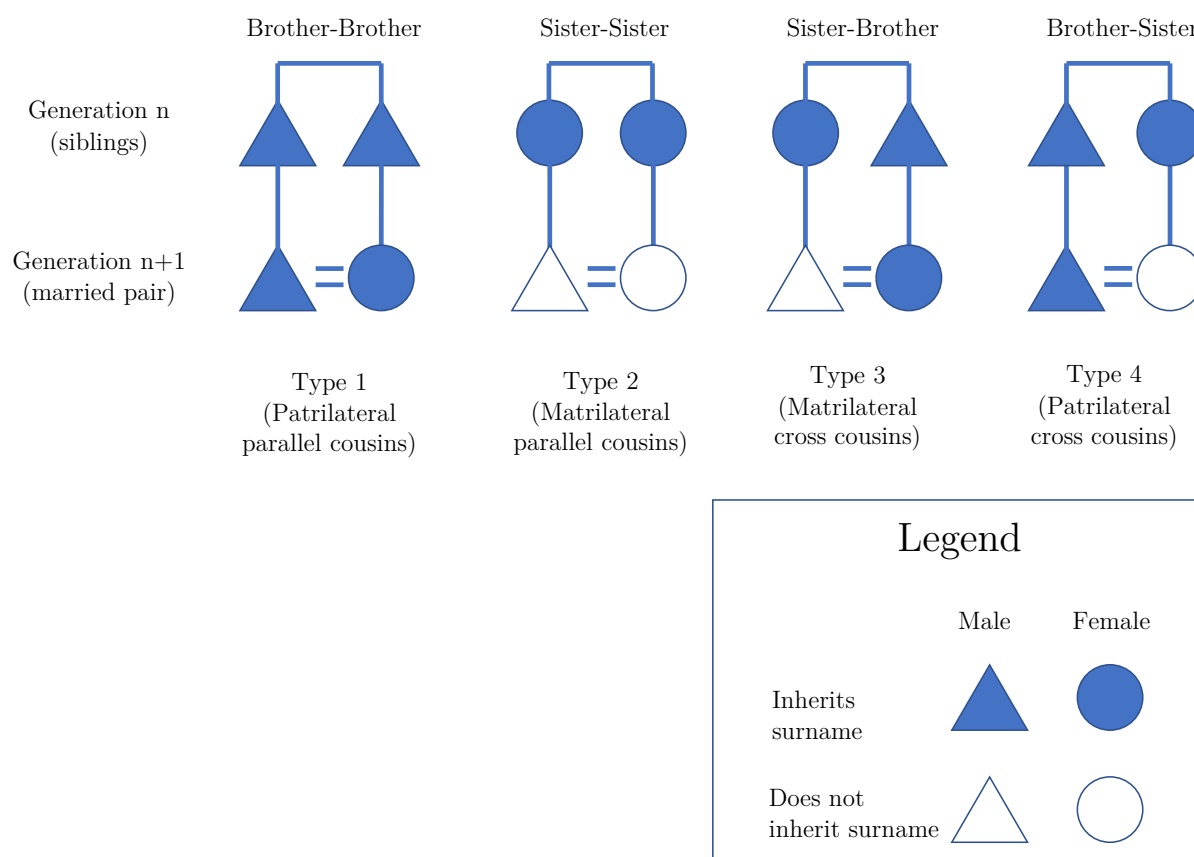 Brother-Brother
Sister-Sister
Sister-Brother
Brother-Sister
Generation n
(siblings)
Generation n+1
(married pair)
Type 1
(Patrilateral
parallel cousins)
Type 2
(Matrilateral
parallel cousins)
Type 3
(Matrilateral
cross cousins)
Type 4
(Patrilateral
cross cousins)
Legend
Male
Female
Inherits
surname
Does not
inherit surname